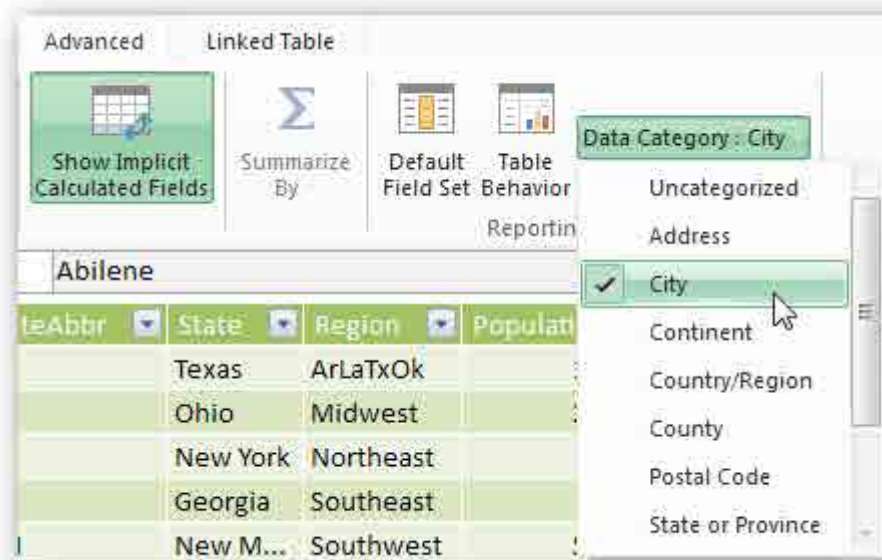 Advanced Linked Table
Show Implicit Calculated Fields
Summarize By
Default Field Set
Table Behavior
Data Category : City
Reportin
Uncategorized
Address
City
Continent
Country/Region
County
Postal Code
State or Province
Abilene
teAbbr State Region Populati
Texas ArLaTxOk
Ohio Midwest
New York Northeast
Georgia Southeast
New M... Southwest